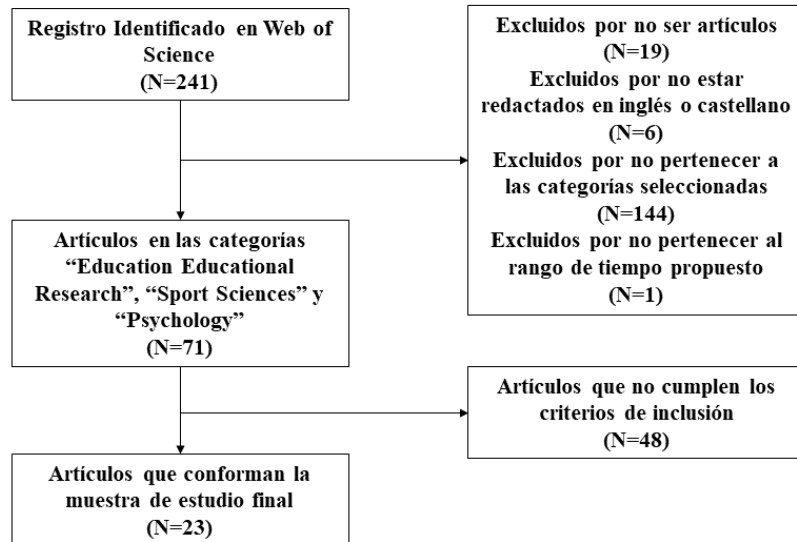 Registro Identificado en Web of
Science
(N=241)
Excluidos por no ser artículos
(N=19)
Excluidos por no estar
redactados en inglés o castellano
(N=6)
Excluidos por no pertenecer a
las categorías seleccionadas
(N=144)
Excluidos por no pertenecer al
rango de tiempo propuesto
(N=1)
Artículos en las categorías
“Education Educational
Research”, “Sport Sciences” y
“Psychology”
(N=71)
Artículos que no cumplen los
criterios de inclusión
(N=48)
Artículos que conforman la
muestra de estudio final
(N=23)